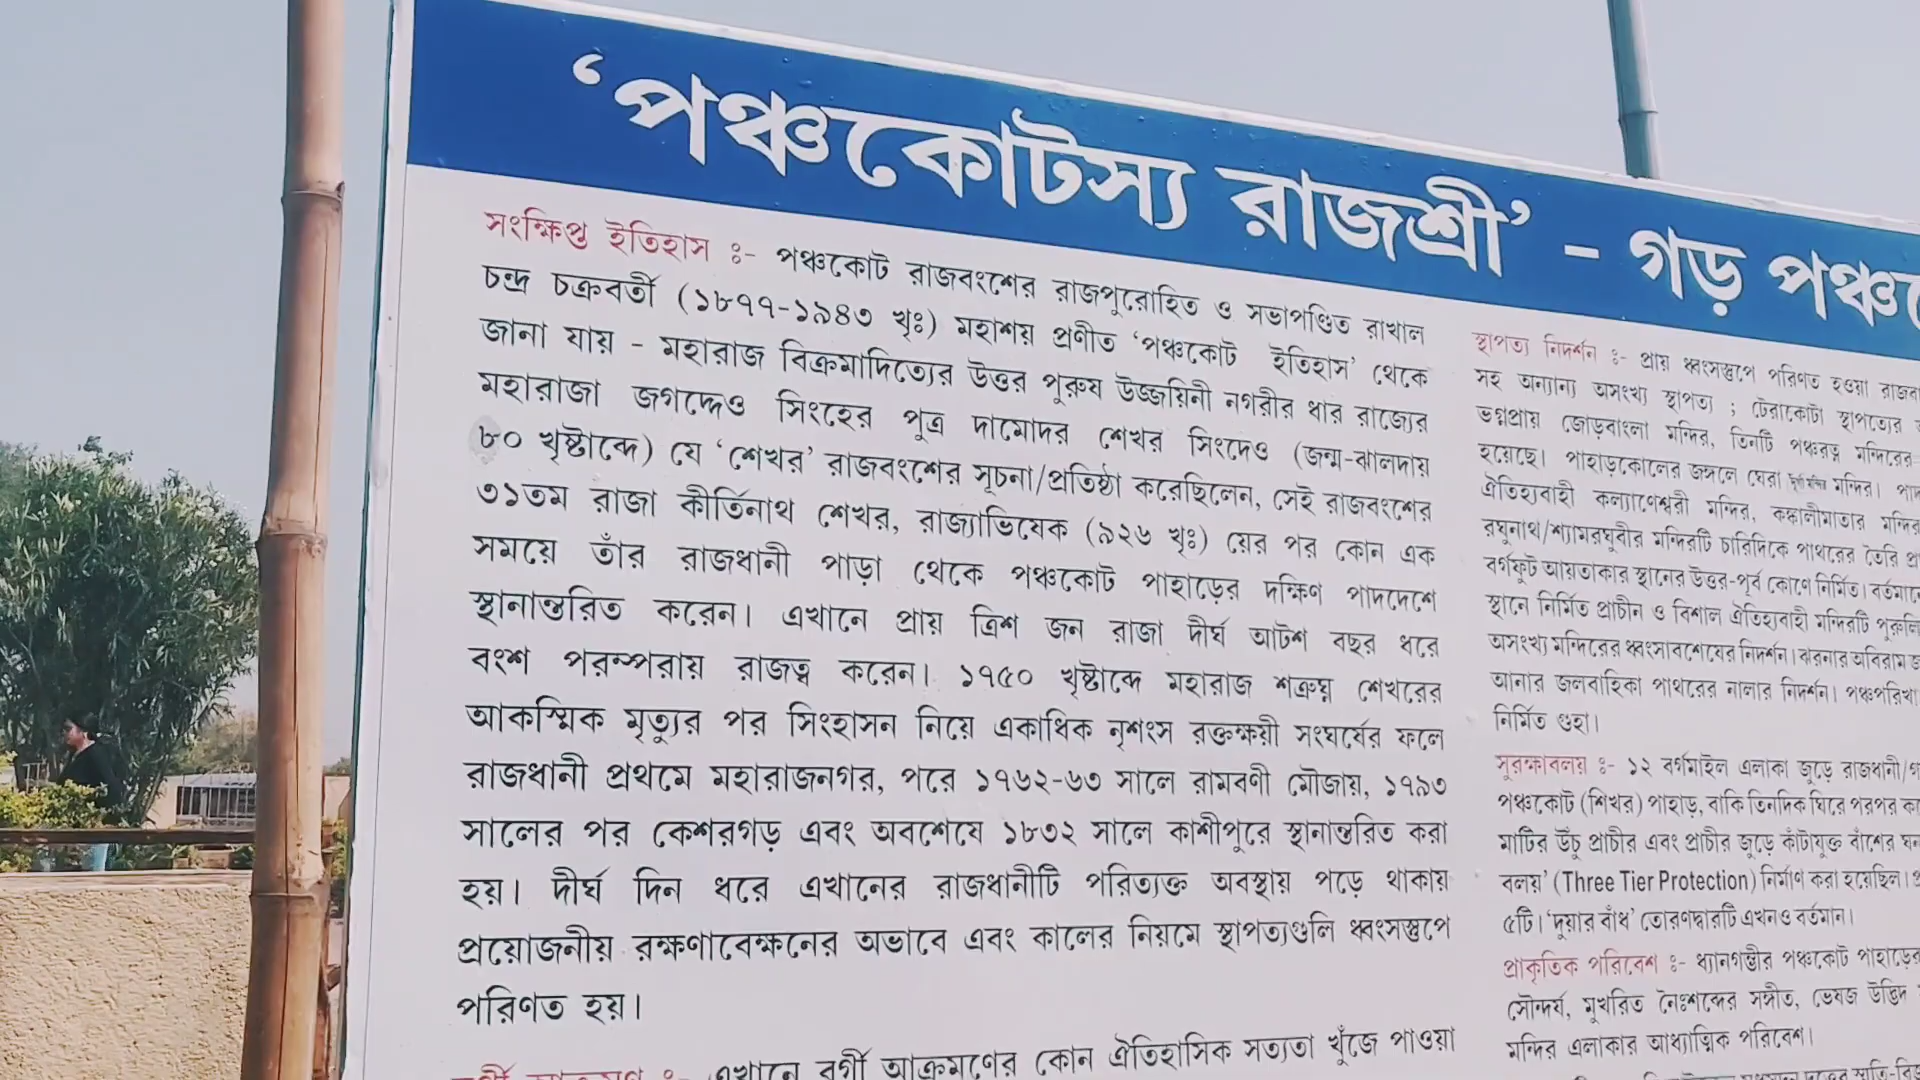 ‘পঞ্চকোটস্য রাজশ্রী’ - গড় পঞ্চকো
সংক্ষিপ্ত ইতিহাস ঃ- পঞ্চকোট রাজবংশের রাজপুরোহিত ও সভাপণ্ডিত রাখাল
চন্দ্র চক্রবর্তী (১৮৭৭-১৯৪৩ খৃঃ) মহাশয় প্রণীত ‘পঞ্চকোট ইতিহাস’ থেকে
জানা যায় - মহারাজ বিক্রমাদিত্যের উত্তর পুরুষ উজ্জয়িনী নগরীর ধার রাজ্যের
মহারাজা জগদ্দেও সিংহের পুত্র দামোদর শেখর সিংদেও (জন্ম-ঝালদায়
৮০ খৃষ্টাব্দে) যে ‘শেখর’ রাজবংশের সূচনা/প্রতিষ্ঠা করেছিলেন, সেই রাজবংশের
৩১তম রাজা কীর্তিনাথ শেখর, রাজ্যাভিষেক (৯২৬ খৃঃ) য়ের পর কোন এক
সময়ে তাঁর রাজধানী পাড়া থেকে পঞ্চকোট পাহাড়ের দক্ষিণ পাদদেশে
স্থানান্তরিত করেন। এখানে প্রায় ত্রিশ জন রাজা দীর্ঘ আটশ বছর ধরে
বংশ পরম্পরায় রাজত্ব করেন। ১৭৫০ খৃষ্টাব্দে মহারাজ শত্রুঘ্ন শেখরের
আকস্মিক মৃত্যুর পর সিংহাসন নিয়ে একাধিক নৃশংস রক্তক্ষয়ী সংঘর্ষের ফলে
রাজধানী প্রথমে মহারাজনগর, পরে ১৭৬২-৬৩ সালে রামবণী মৌজায়, ১৭৯৩
সালের পর কেশরগড় এবং অবশেষে ১৮৩২ সালে কাশীপুরে স্থানান্তরিত করা
হয়। দীর্ঘ দিন ধরে এখানের রাজধানীটি পরিত্যক্ত অবস্থায় পড়ে থাকায়
প্রয়োজনীয় রক্ষণাবেক্ষনের অভাবে এবং কালের নিয়মে স্থাপত্যগুলি ধ্বংসস্তুপে
পরিণত হয়।
বর্গী আক্রমণ ঃ- এখানে বর্গী আক্রমণের কোন ঐতিহাসিক সত্যতা খুঁজে পাওয়া
স্থাপত্য নিদর্শন ঃ- প্রায় ধ্বংসস্তুপে পরিণত হওয়া
সহ অন্যান্য অসংখ্য স্থাপত্য ; টেরাকোটা স্থাপত্যের
ভগ্নপ্রায় জোড়বাংলা মন্দির, তিনটি পঞ্চরত্ন মন্দিরের
হয়েছে। পাহাড়কোলের জঙ্গলে ঘেরা মন্দির।
ঐতিহ্যবাহী কল্যাণেশ্বরী মন্দির, কঙ্কালীমাতার মন্দির
রঘুনাথ/শ্যামরঘুবীর মন্দিরটি চারিদিকে পাথরের তৈরি
বর্গফুট আয়তাকার স্থানের উত্তর-পূর্ব কোণে নির্মিত।
স্থানে নির্মিত প্রাচীন ও বিশাল ঐতিহ্যবাহী মন্দিরটি
অসংখ্য মন্দিরের ধ্বংসাবশেষের নিদর্শন। ঝরনার অবিরাম
আনার জলবাহিকা পাথরের নালার নিদর্শন। পঞ্চপরিখা
নির্মিত গুহা।
সুরক্ষাবলয় ঃ- ১২ বর্গমাইল এলাকা জুড়ে রাজধানী/
পঞ্চকোট (শিখর) পাহাড়, বাকি তিনদিক ঘিরে পরপর
মাটির উঁচু প্রাচীর এবং প্রাচীর জুড়ে কাঁটাযুক্ত বাঁশের
বলয়’ (Three Tier Protection) নির্মাণ করা হয়েছিল।
৫টি। ‘দুয়ার বাঁধ’ তোরণদ্বারটি এখনও বর্তমান।
প্রাকৃতিক পরিবেশ ঃ- ধ্যানগম্ভীর পঞ্চকোট পাহাড়ের
সৌন্দর্য, মুখরিত নৈঃশব্দের সঙ্গীত, ভেষজ উদ্ভিদ
মন্দির এলাকার আধ্যাত্মিক পরিবেশ।